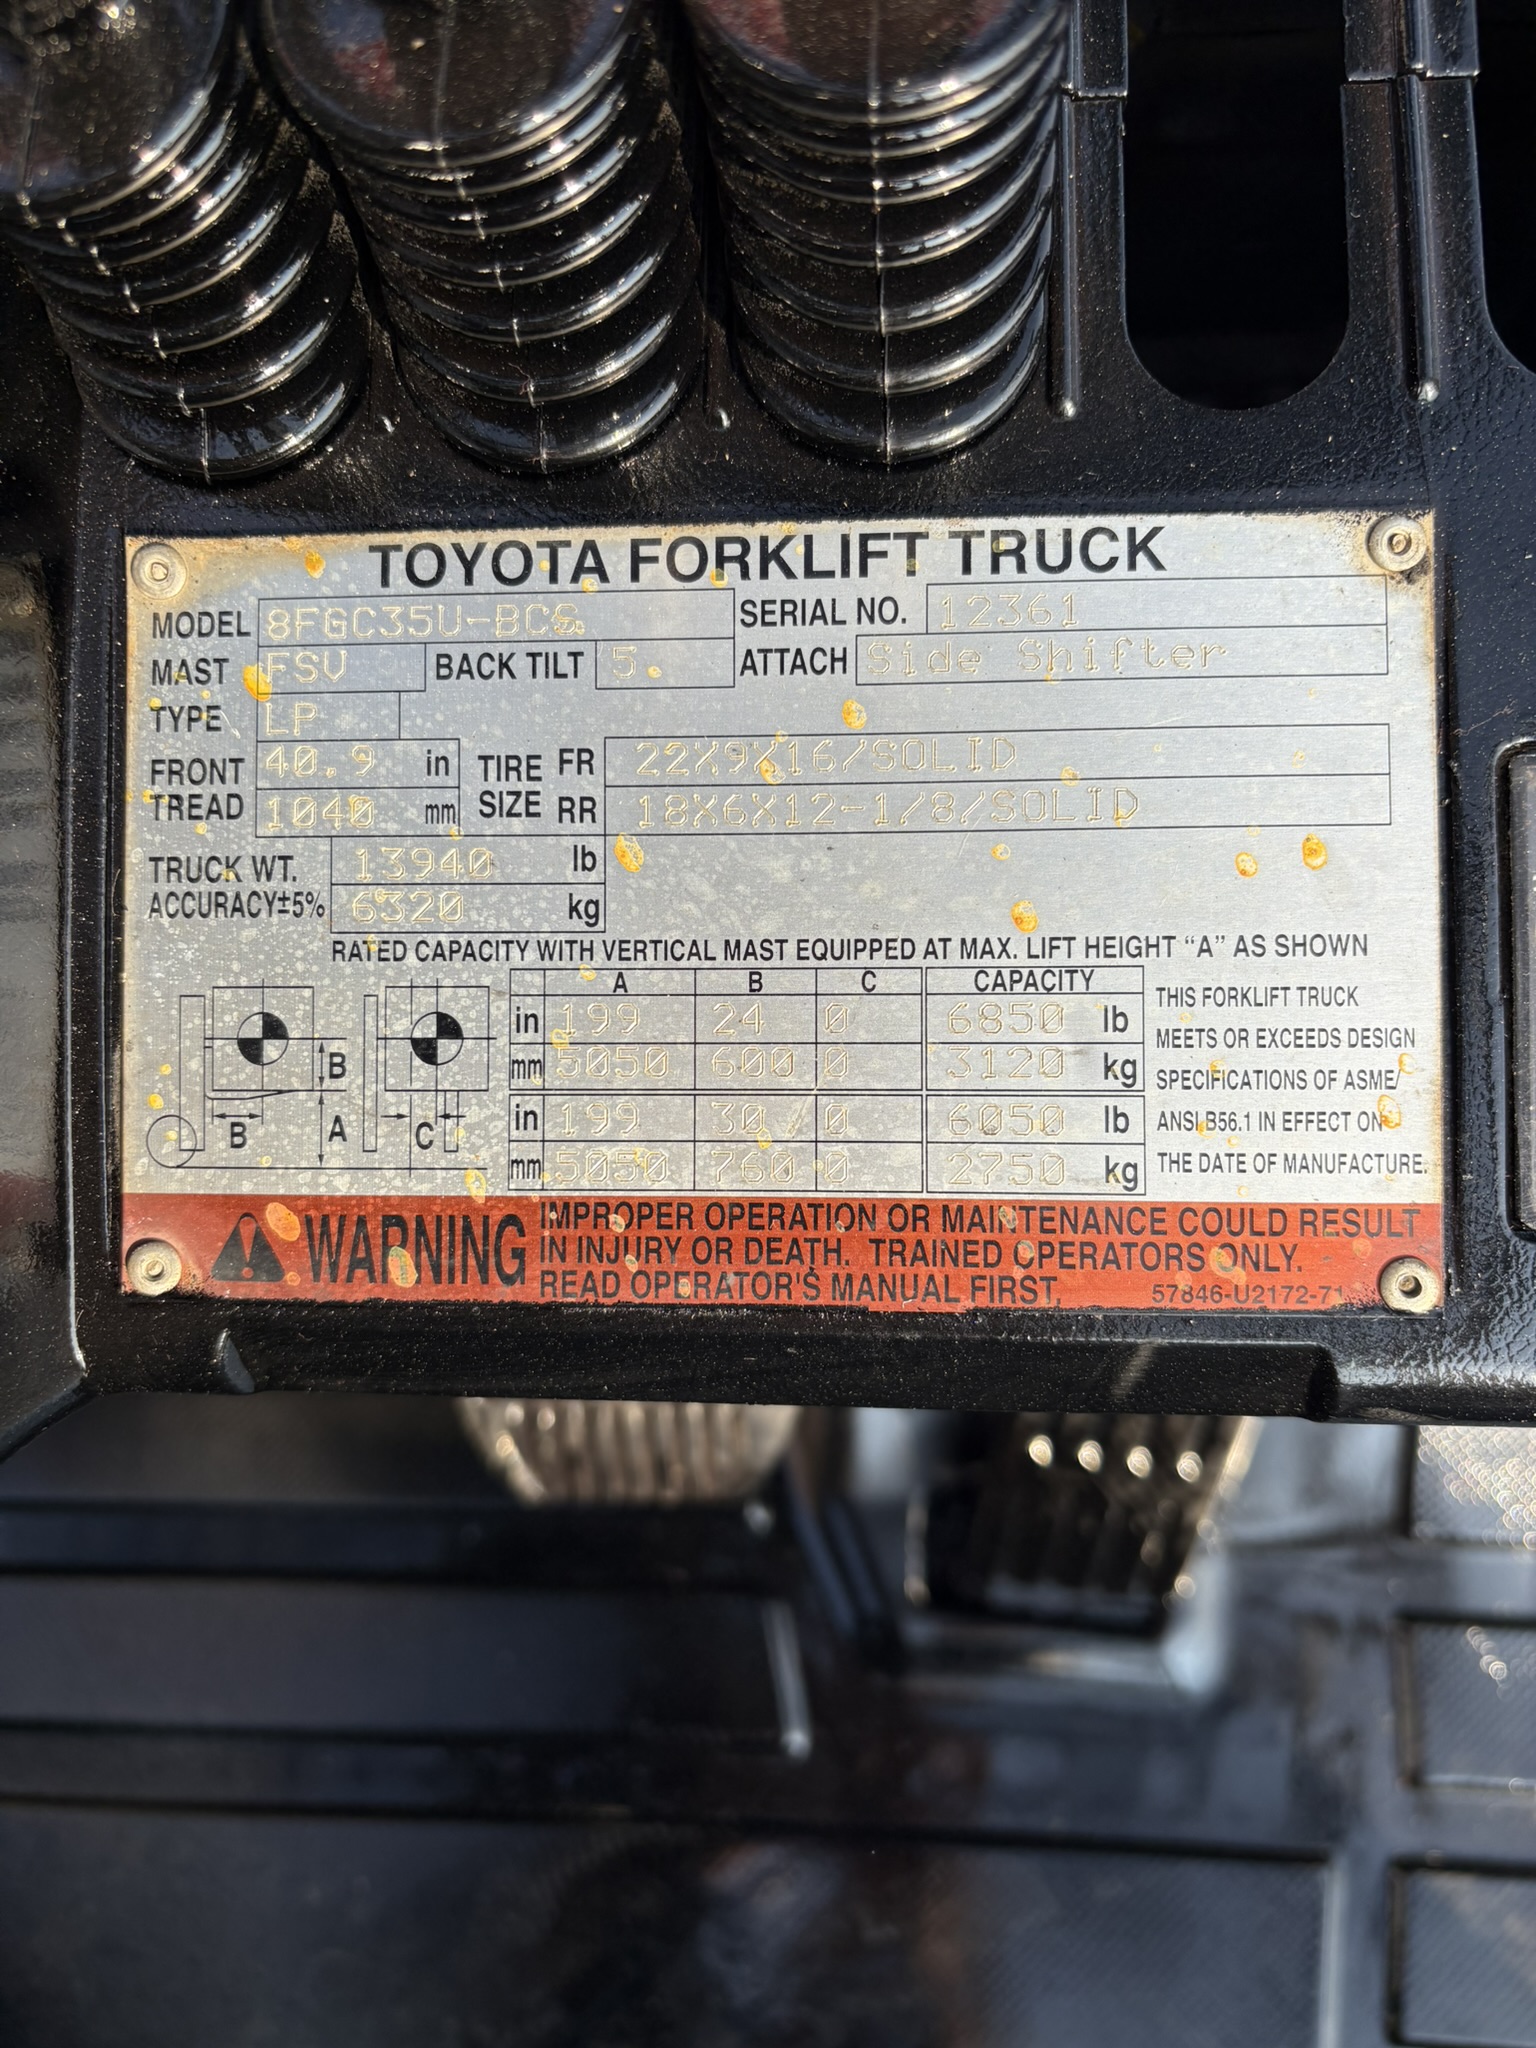 TOYOTA FORKLIFT TRUCK
MODEL 8FGC35U-BCS SERIAL NO. 12361
MAST FSV BACK TILT 5. ATTACH Side Shifter
TYPE LP
FRONT TREAD 40.9 in TIRE SIZE FR 22X9X16/SOLID
1040 mm RR 18X6X12-1/8/SOLID
TRUCK WT. 13940 lb
ACCURACY±5% 6320 kg
RATED CAPACITY WITH VERTICAL MAST EQUIPPED AT MAX. LIFT HEIGHT “A” AS SHOWN
A B C CAPACITY
in 199 24 0 6850 lb
mm 5050 600 0 3120 kg
in 199 30 0 6050 lb
mm 5050 760 0 2750 kg
B
B A C
THIS FORKLIFT TRUCK
MEETS OR EXCEEDS DESIGN
SPECIFICATIONS OF ASME/
ANSI B56.1 IN EFFECT ON
THE DATE OF MANUFACTURE.
WARNING
IMPROPER OPERATION OR MAINTENANCE COULD RESULT
IN INJURY OR DEATH. TRAINED OPERATORS ONLY.
READ OPERATOR'S MANUAL FIRST.
57846-U2172-71